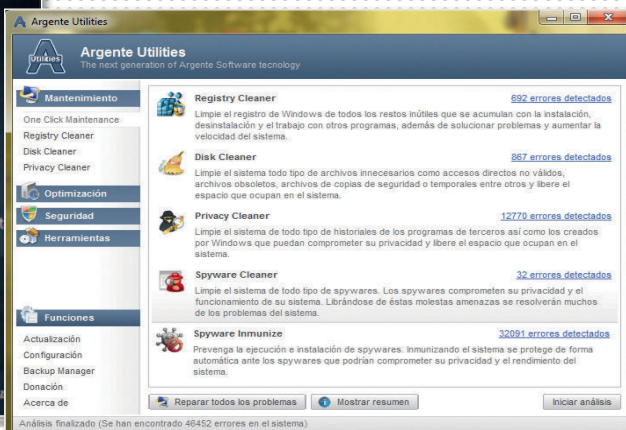 Argente Utilities
Utilities
Argente Utilities
The next generation of Argente Software tecnology
Mantenimiento
One Click Maintenance
Registry Cleaner
Disk Cleaner
Privacy Cleaner
Optimización
Seguridad
Herramientas
Funciones
Actualización
Configuración
Backup Manager
Donación
Acerca de
Registry Cleaner
692 errores detectados
Limpie el registro de Windows de todos los restos inútiles que se acumulan con la instalación,
desinstalación y el trabajo con otros programas, además de solucionar problemas y aumentar la
velocidad del sistema.
Disk Cleaner
867 errores detectados
Limpie el sistema todo tipo de archivos innecesarios como accesos directos no válidos,
archivos obsoletos, archivos de copias de seguridad o temporales entre otros y libere el
espacio que ocupan en el sistema.
Privacy Cleaner
12770 errores detectados
Limpie el sistema de todo tipo de historiales de los programas de terceros así como los creados
por Windows que puedan comprometer su privacidad y libere el espacio que ocupan en el
sistema.
Spyware Cleaner
32 errores detectados
Limpie el sistema de todo tipo de spywares. Los spywares comprometen su privacidad y el
funcionamiento de su sistema. Librándose de éstas molestas amenazas se resolverán muchos
de los problemas del sistema.
Spyware Inmunize
32091 errores detectados
Prevenga la ejecución e instalación de spywares. Inmunizando el sistema se protege de forma
automática ante los spywares que podrían comprometer su privacidad y el rendimiento del
sistema.
Reparar todos los problemas
Mostrar resumen
Iniciar análisis
Análisis finalizado (Se han encontrado 46452 errores en el sistema)